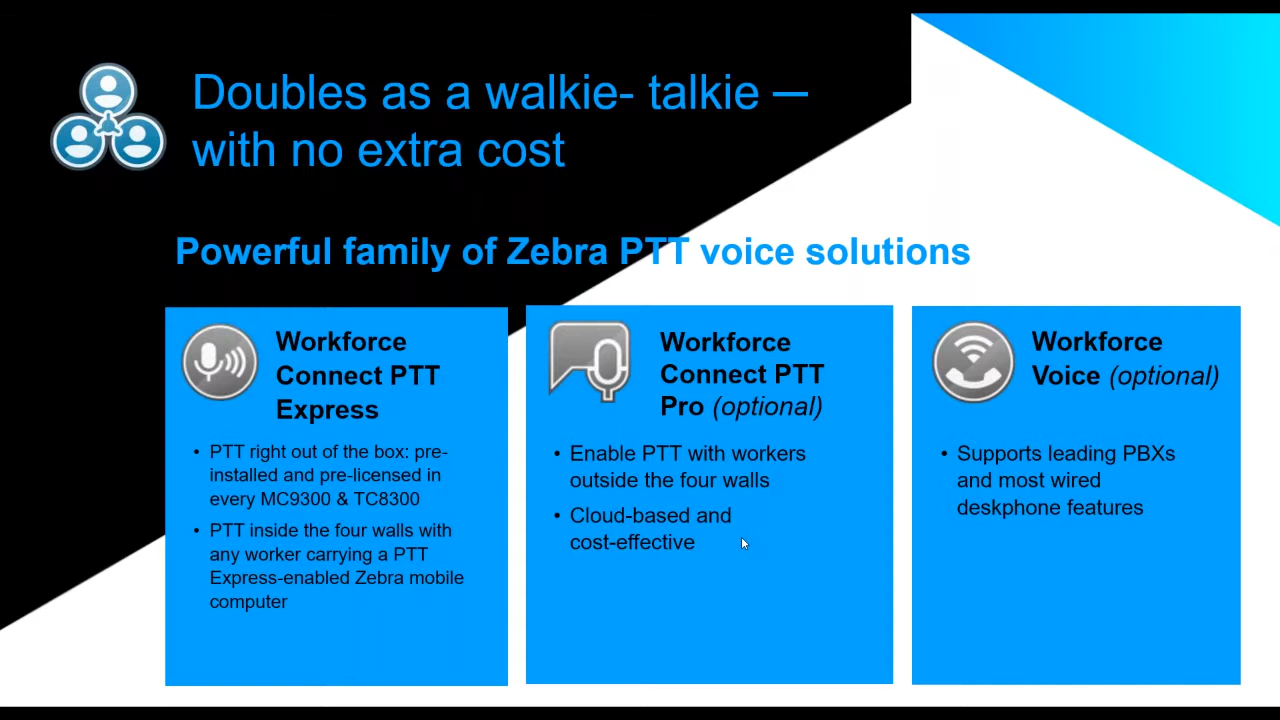 Doubles as a walkie- talkie —
with no extra cost
Powerful family of Zebra PTT voice solutions
Workforce
Connect PTT
Express
• PTT right out of the box: pre-
installed and pre-licensed in
every MC9300 & TC8300
• PTT inside the four walls with
any worker carrying a PTT
Express-enabled Zebra mobile
computer
Workforce
Connect PTT
Pro (optional)
• Enable PTT with workers
outside the four walls
• Cloud-based and
cost-effective
Workforce
Voice (optional)
• Supports leading PBXs
and most wired
deskphone features